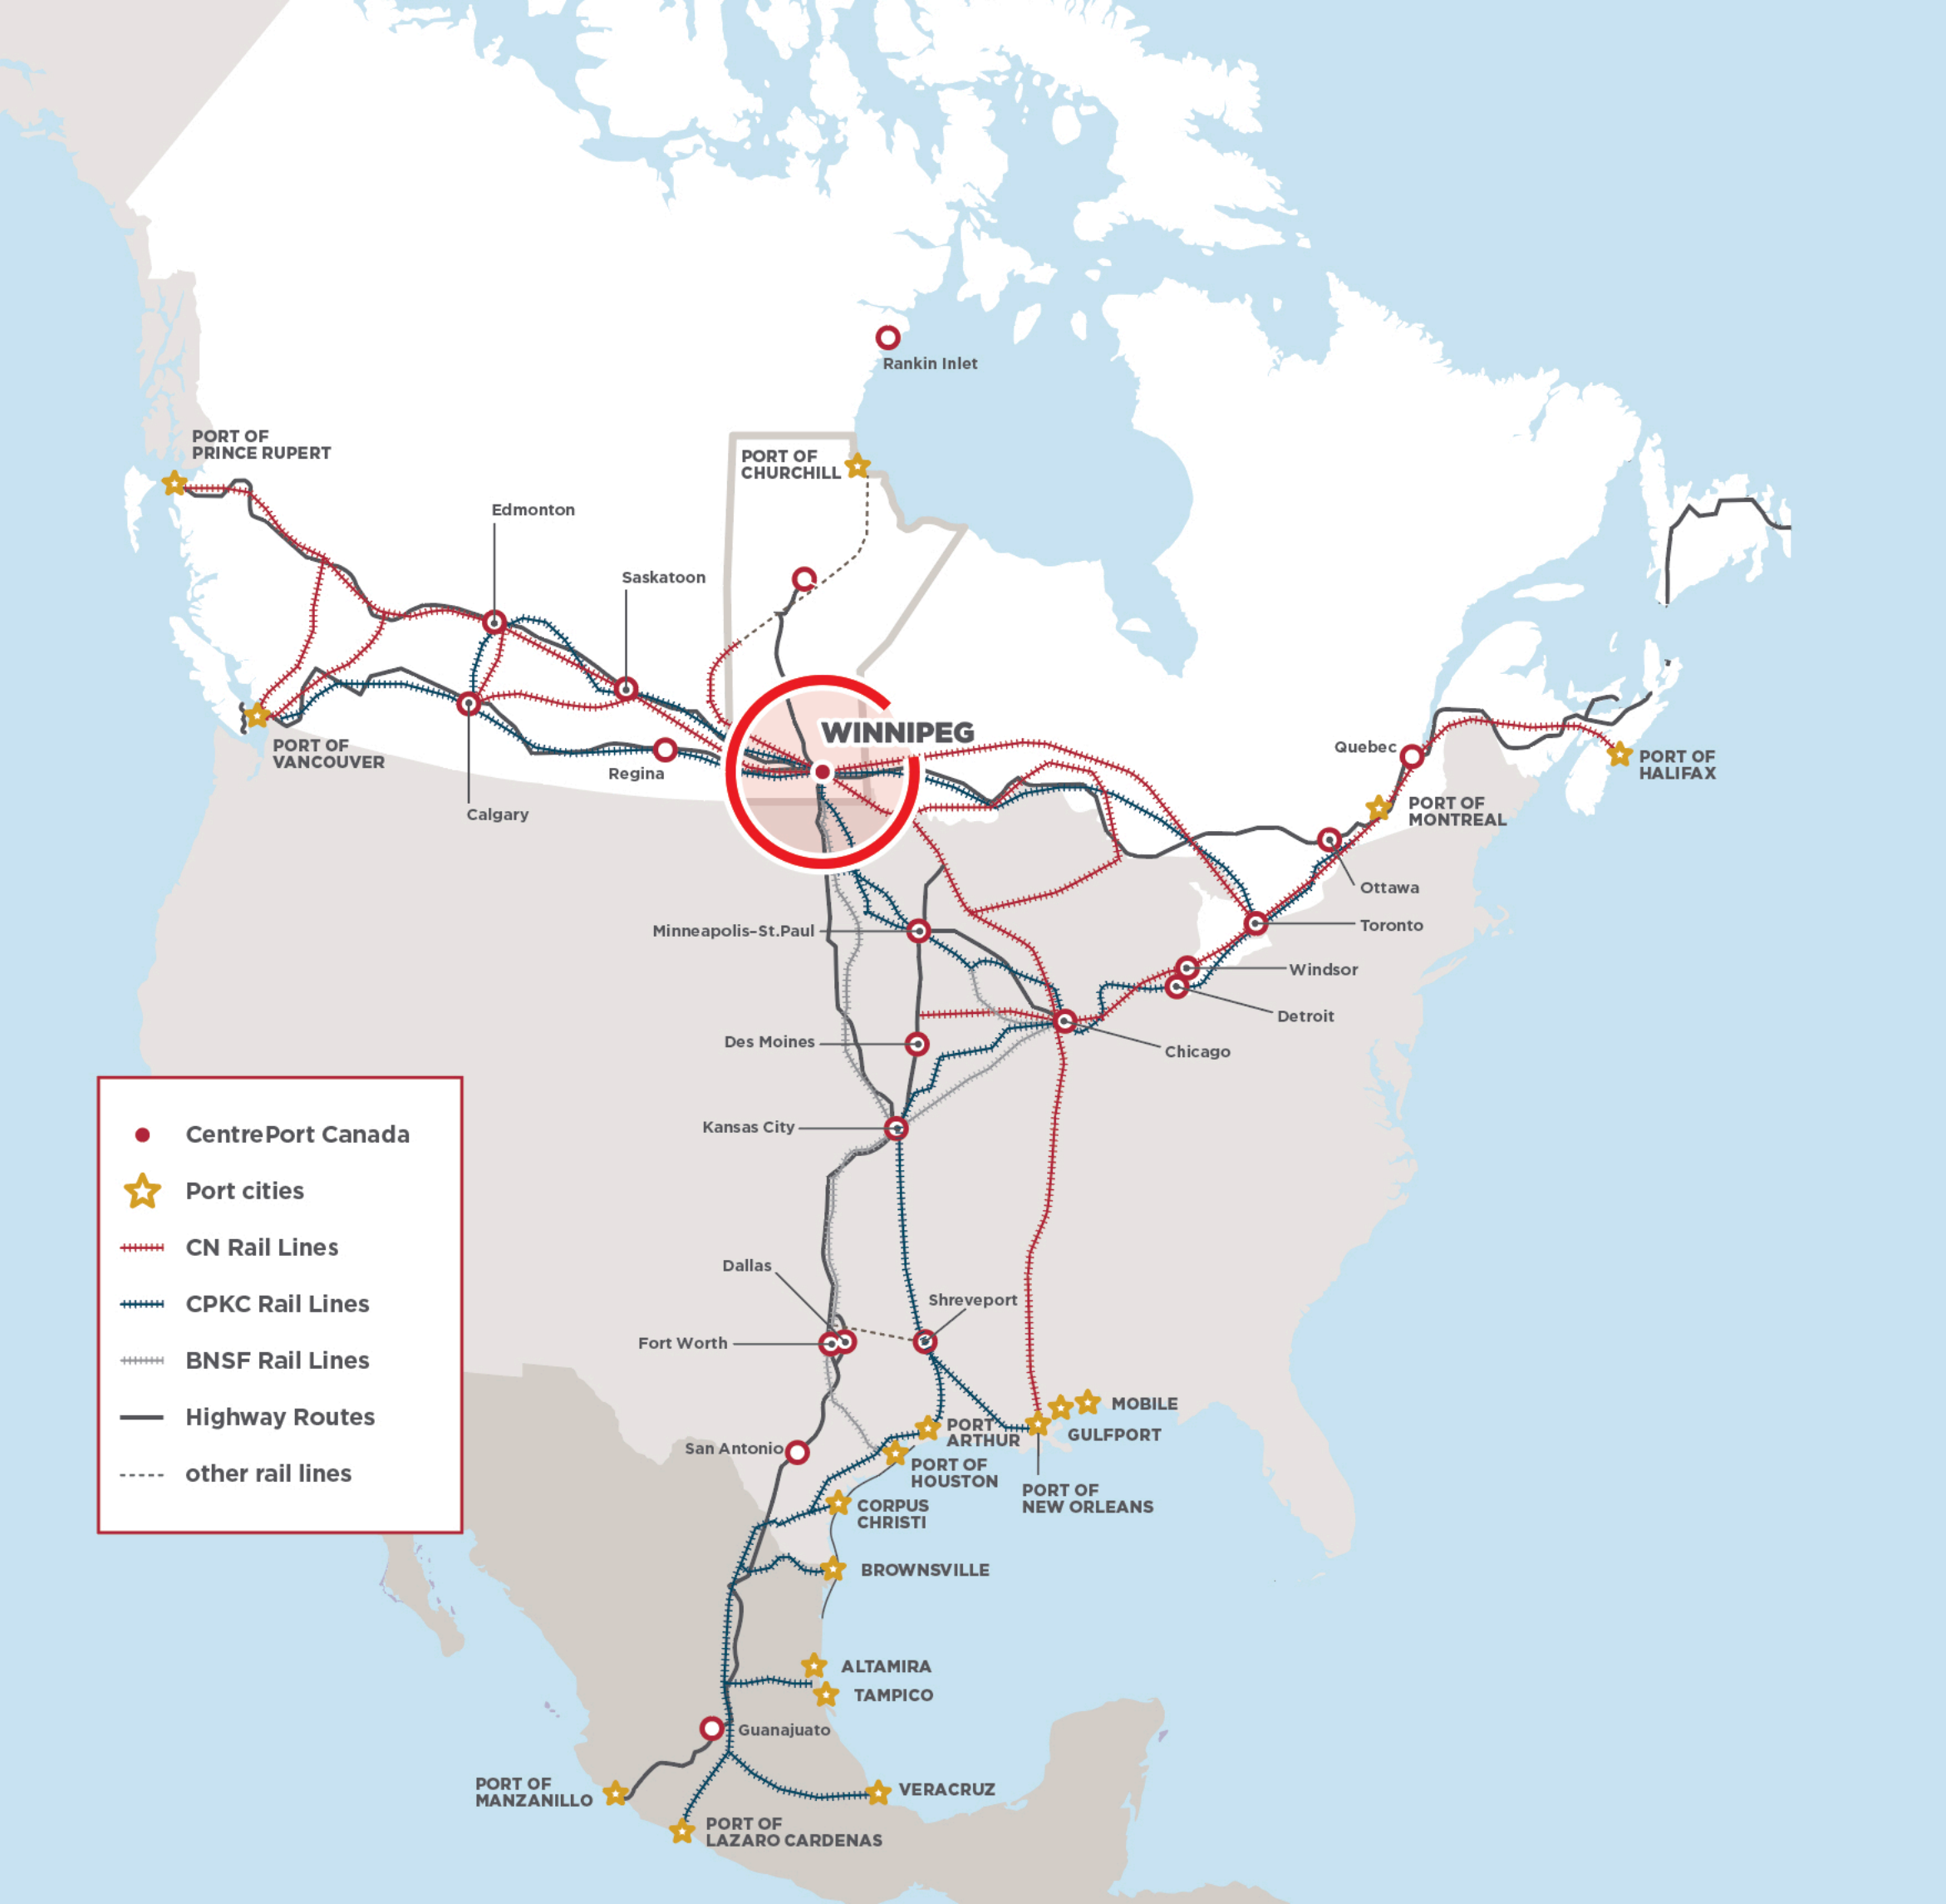 Rankin Inlet
PORT OF
PRINCE RUPERT
PORT OF
CHURCHILL
Edmonton
Saskatoon
WINNIPEG
PORT OF
VANCOUVER
Regina
Calgary
Quebec
PORT OF
HALIFAX
PORT OF
MONTREAL
Ottawa
Toronto
Minneapolis-St.Paul
Windsor
Detroit
Des Moines
Chicago
Kansas City
CentrePort Canada
Port cities
CN Rail Lines
CPKC Rail Lines
BNSF Rail Lines
Highway Routes
other rail lines
Dallas
Shreveport
Fort Worth
MOBILE
GULFPORT
PORT
ARTHUR
San Antonio
PORT OF
HOUSTON
PORT OF
NEW ORLEANS
CORPUS
CHRISTI
BROWNSVILLE
ALTAMIRA
TAMPICO
Guanajuato
PORT OF
MANZANILLO
VERACRUZ
PORT OF
LAZARO CARDENAS